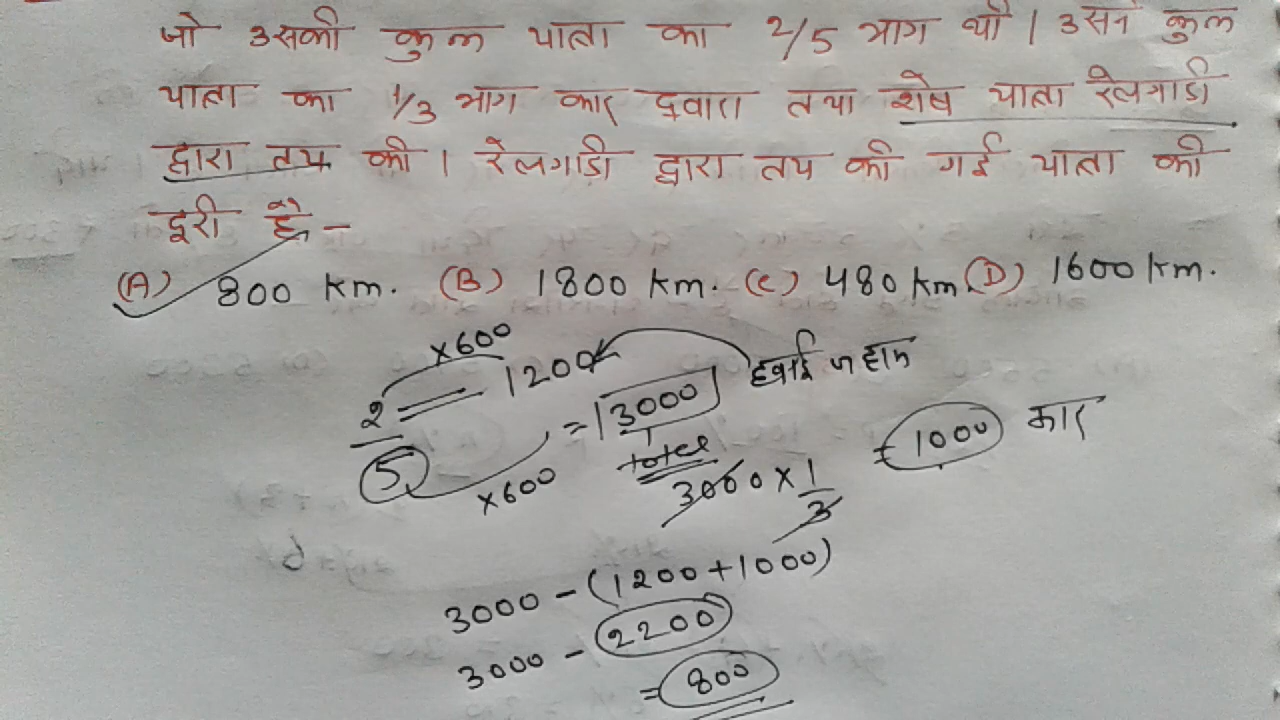 जो उसकी कुल यात्रा का 2/5 भाग थी। उसने कुल
यात्रा का 1/3 भाग कार द्वारा तथा शेष यात्रा रेलगाडी
द्वारा तय की। रेलगाडी द्वारा तय की गई यात्रा की
दूरी है -
(A) 800 km. (B) 1800 km. (C) 480 km (D) 1600 km.
×600
2/5 = 1200 हवाई जहाज
×600 = 3000
total
3000 × 1/3 = 1000 कार
3000 - (1200 + 1000)
3000 - 2200
= 800